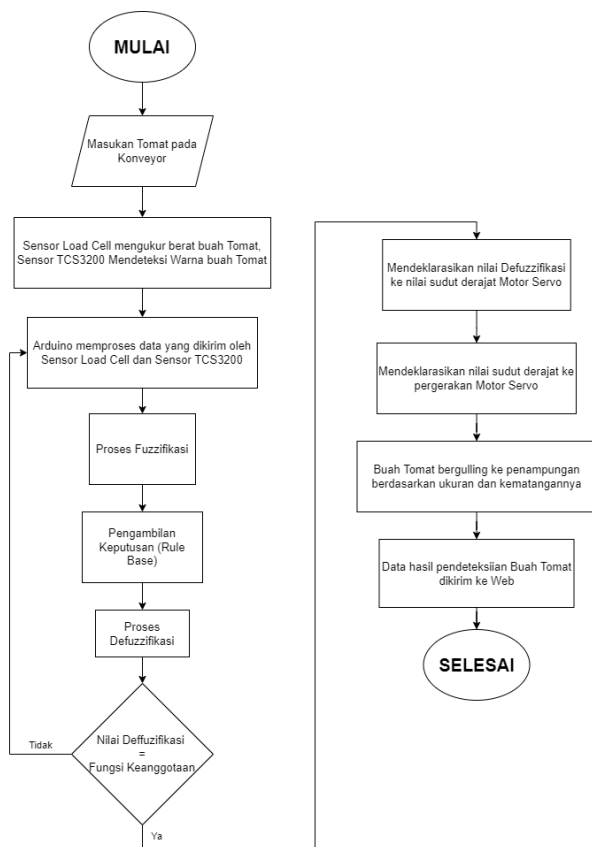 MULAI
Masukan Tomat pada
Konveyor
Sensor Load Cell mengukur berat buah Tomat,
Sensor TCS3200 Mendeteksi Warna buah Tomat
Arduino memproses data yang dikirim oleh
Sensor Load Cell dan Sensor TCS3200
Proses Fuzzifikasi
Pengambilan
Keputusan (Rule
Base)
Proses
Defuzzifikasi
Nilai Deffuzifikasi
=
Fungsi Keanggotaan
Tidak
Ya
Mendeklarasikan nilai Defuzzifikasi
ke nilai sudut derajat Motor Servo
Mendeklarasikan nilai sudut derajat ke
pergerakan Motor Servo
Buah Tomat bergulling ke penampungan
berdasarkan ukuran dan kematangannya
Data hasil pendeteksiian Buah Tomat
dikirim ke Web
SELESAI